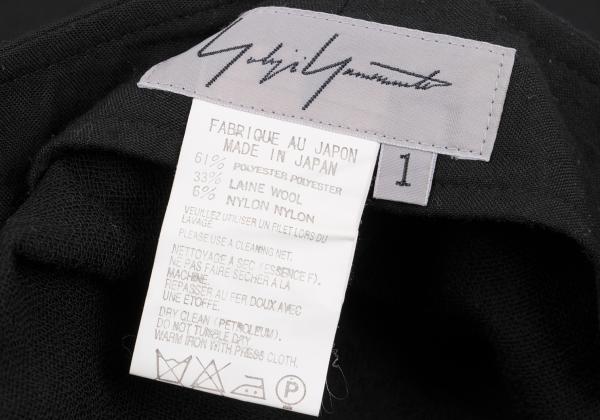 Yohji Yamamoto
1
FABRIQUE AU JAPON
MADE IN JAPAN
61% POLYESTER POLYESTER
33% LAINE WOOL
6% NYLON NYLON
VEUILLEZ UTILISER UN FILET LORS DU
LAVAGE.
PLEASE USE A CLEANING NET.
NETTOYAGE A SEC (ESSENCE F).
NE PAS FAIRE SECHER A LA
MACHINE.
REPASSER AU FER DOUX AVEC
UNE ETOFFE.
DRY CLEAN (PETROLEUM).
DO NOT TUMBLE DRY
WARM IRON WITH PRESS CLOTH.
P